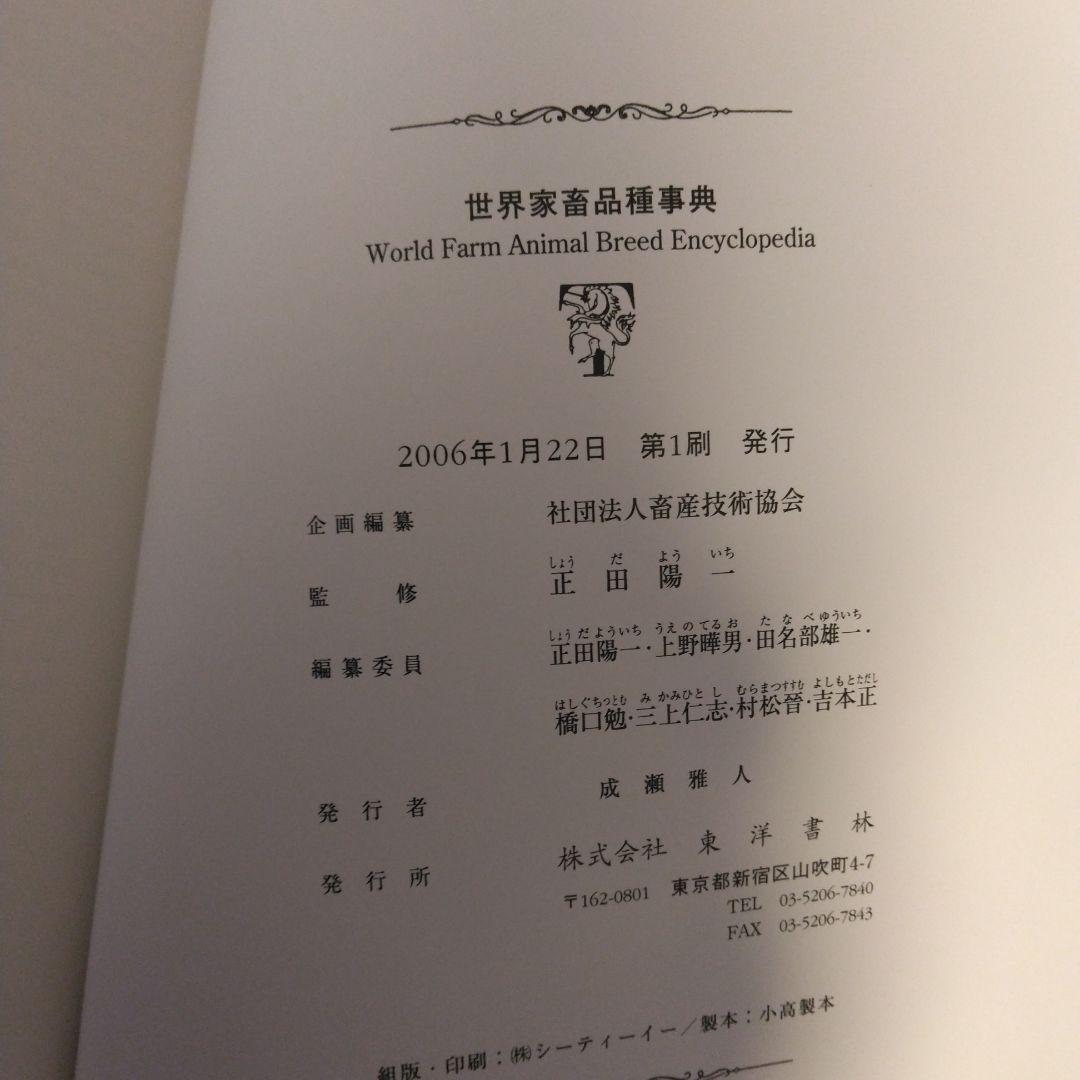 世界家畜品種事典
World Farm Animal Breed Encyclopedia
2006年1月22日 第1刷 発行
企画編纂 社団法人畜産技術協会
しょう だ よう いち
監修 正田陽一
しょうだよういち うえのてるお たなべゆういち
編纂委員 正田陽一・上野曄男・田名部雄一・
はしぐちつとむ みかみひとし むらまつすすむ よしもとただし
橋口勉・三上仁志・村松晉・吉本正
発行者 成瀬雅人
発行所 株式会社 東洋書林
〒162-0801 東京都新宿区山吹町4-7
TEL 03-5206-7840
FAX 03-5206-7843
組版・印刷：㈱シーティーイー／製本：小高製本